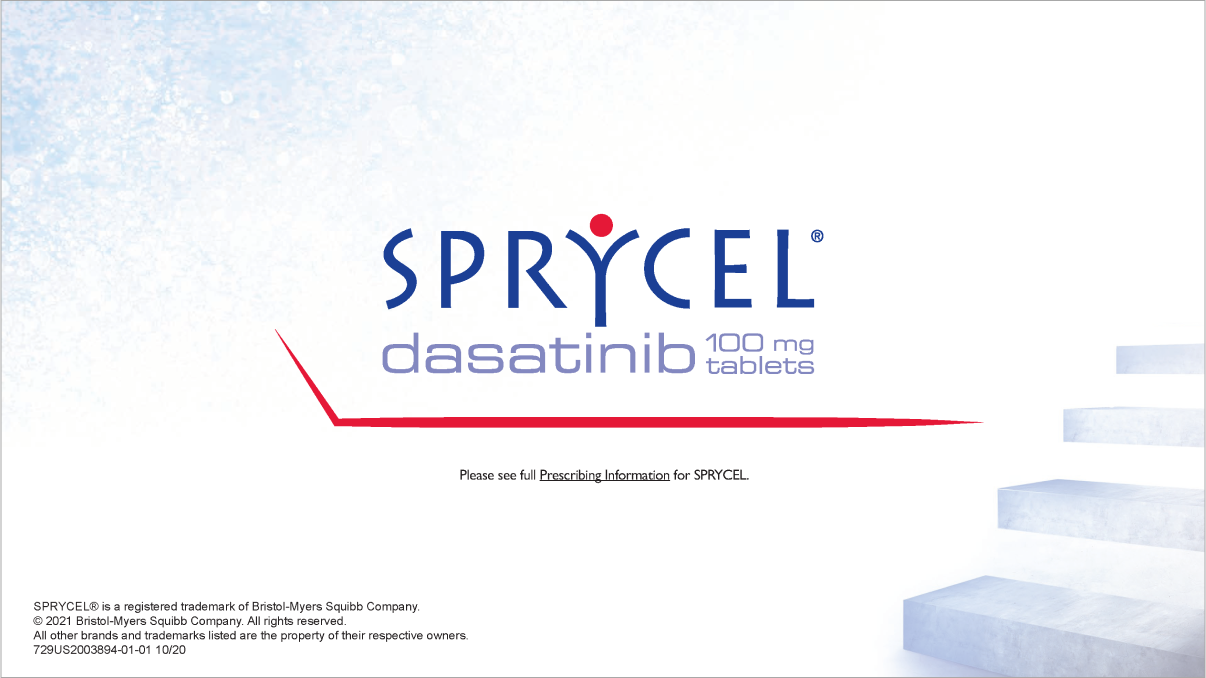 SPRYCEL®
dasatinib 100 mg tablets
Please see full Prescribing Information for SPRYCEL.
SPRYCEL® is a registered trademark of Bristol-Myers Squibb Company.
© 2021 Bristol-Myers Squibb Company. All rights reserved.
All other brands and trademarks listed are the property of their respective owners.
729US2003894-01-01 10/20